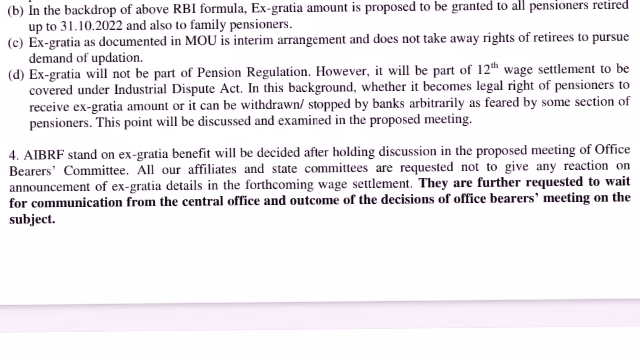 (b) In the backdrop of above RBI formula, Ex-gratia amount is proposed to be granted to all pensioners retired
up to 31.10.2022 and also to family pensioners.
(c) Ex-gratia as documented in MOU is interim arrangement and does not take away rights of retirees to pursue
demand of updation.
(d) Ex-gratia will not be part of Pension Regulation. However, it will be part of 12th wage settlement to be
covered under Industrial Dispute Act. In this background, whether it becomes legal right of pensioners to
receive ex-gratia amount or it can be withdrawn/ stopped by banks arbitrarily as feared by some section of
pensioners. This point will be discussed and examined in the proposed meeting.
4. AIBRF stand on ex-gratia benefit will be decided after holding discussion in the proposed meeting of Office
Bearers' Committee. All our affiliates and state committees are requested not to give any reaction on
announcement of ex-gratia details in the forthcoming wage settlement. They are further requested to wait
for communication from the central office and outcome of the decisions of office bearers' meeting on the
subject.